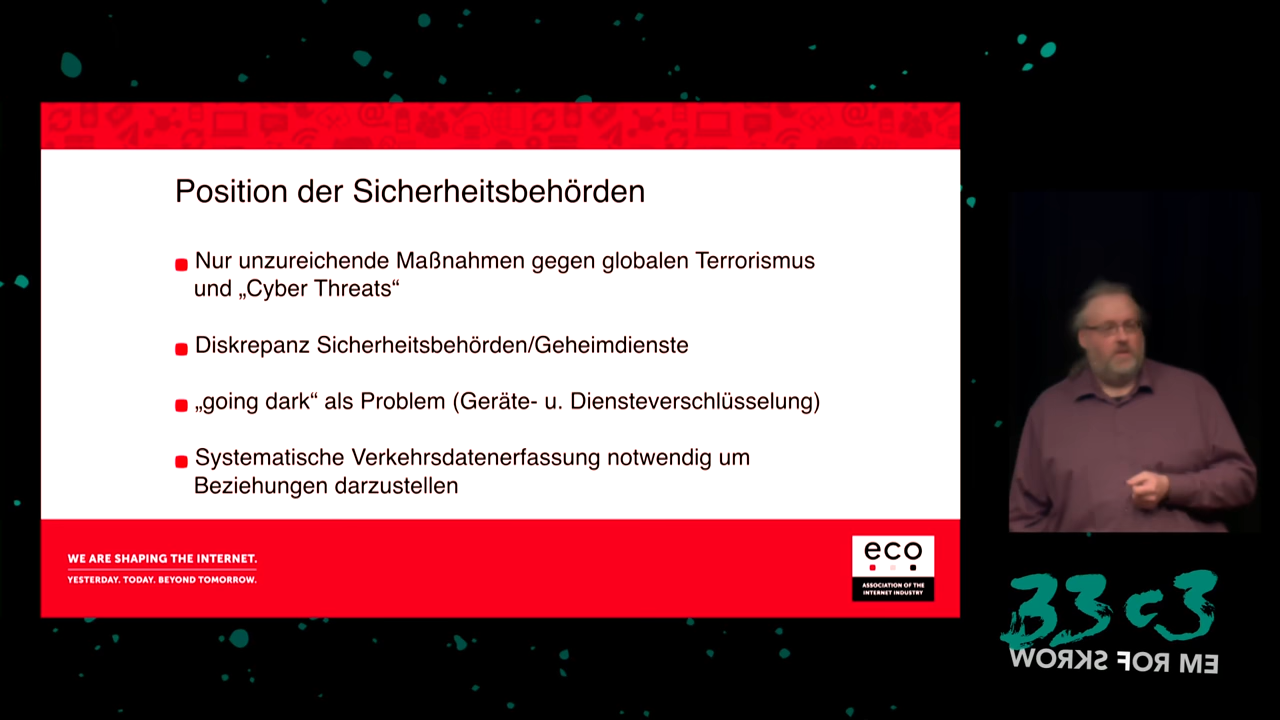 Position der Sicherheitsbehörden
Nur unzureichende Maßnahmen gegen globalen Terrorismus
und „Cyber Threats“
Diskrepanz Sicherheitsbehörden/Geheimdienste
„going dark“ als Problem (Geräte- u. Diensteverschlüsselung)
Systematische Verkehrsdatenerfassung notwendig um
Beziehungen darzustellen
WE ARE SHAPING THE INTERNET.
YESTERDAY. TODAY. BEYOND TOMORROW.
eco
ASSOCIATION OF THE
INTERNET INDUSTRY
33c3
WORKS FOR ME